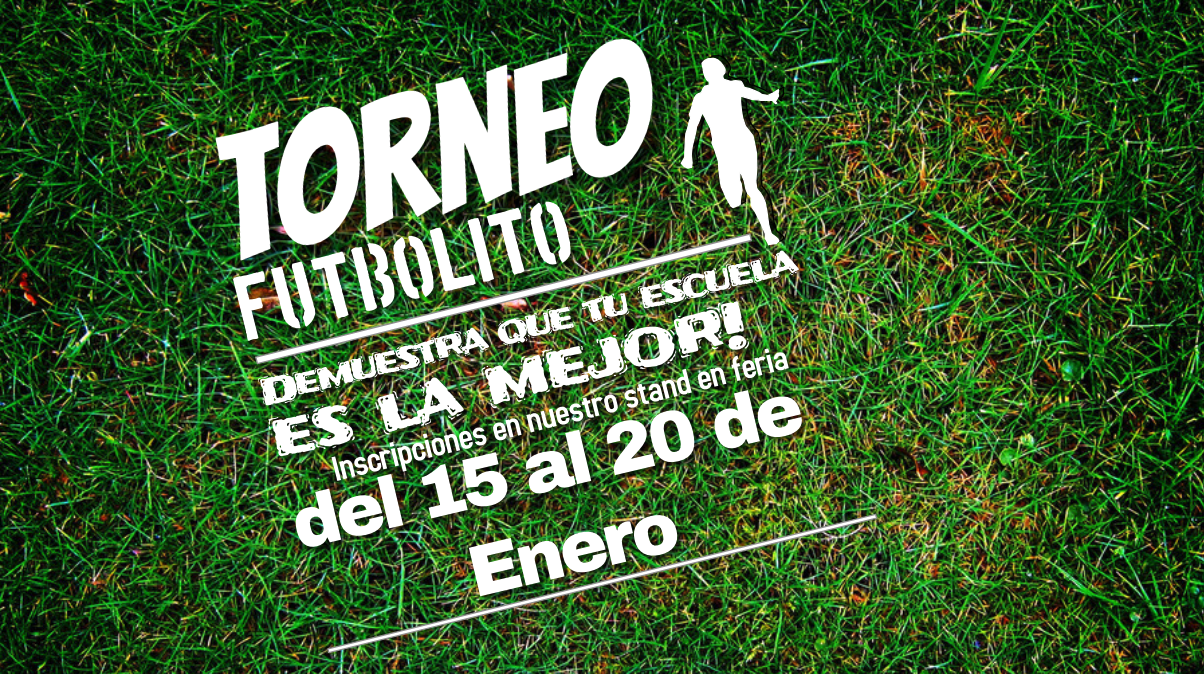 TORNEO
FUTBOLITO
DEMUESTRA QUE TU ESCUELA
ES LA MEJOR!
Inscripciones en nuestro stand en feria
del 15 al 20 de
Enero